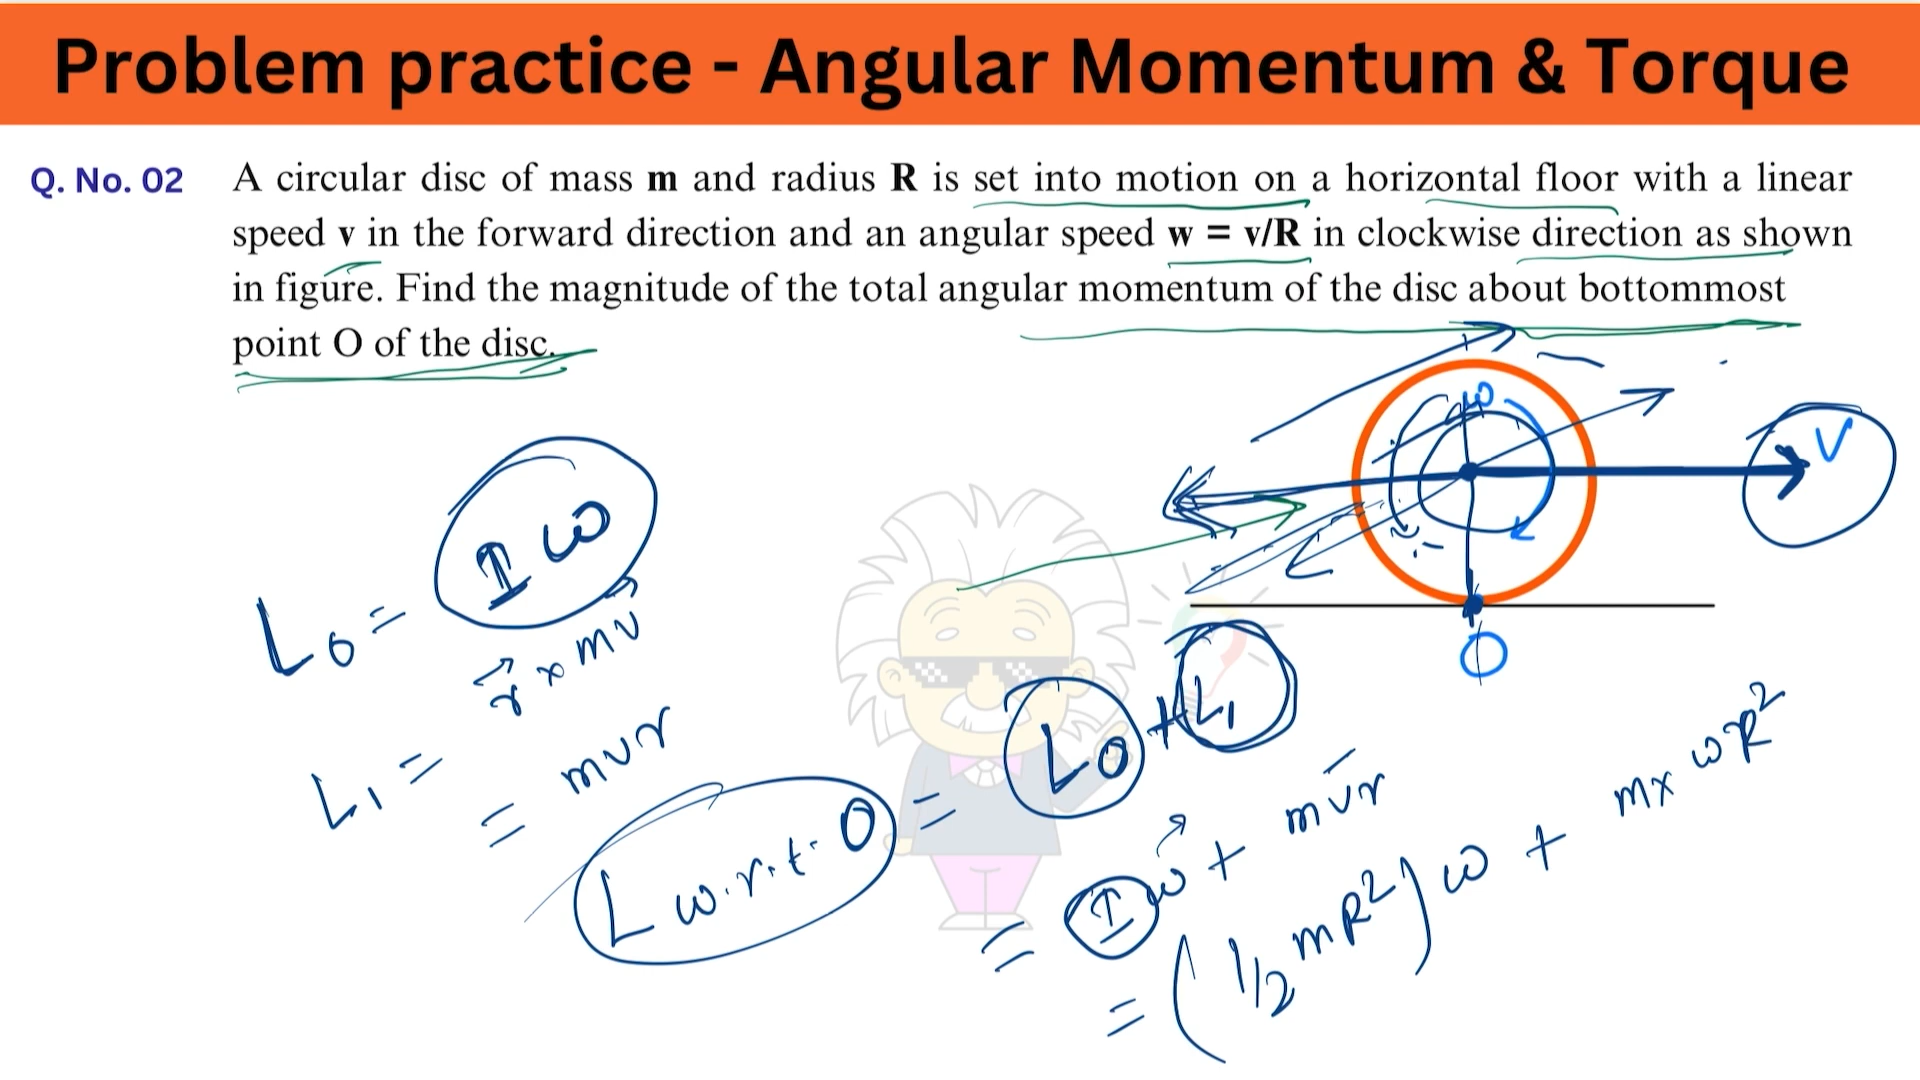 Problem practice - Angular Momentum & Torque
Q. No. 02 A circular disc of mass m and radius R is set into motion on a horizontal floor with a linear
speed v in the forward direction and an angular speed w = v/R in clockwise direction as shown
in figure. Find the magnitude of the total angular momentum of the disc about bottommost
point O of the disc.
ω
V
O
L₀ = I ω
L₁ = r⃗ × mv⃗
= mvr
L w.r.t. O = L₀ + L₁
= I ω⃗ + mvr
= (1/2 mR²) ω + m× ωR²